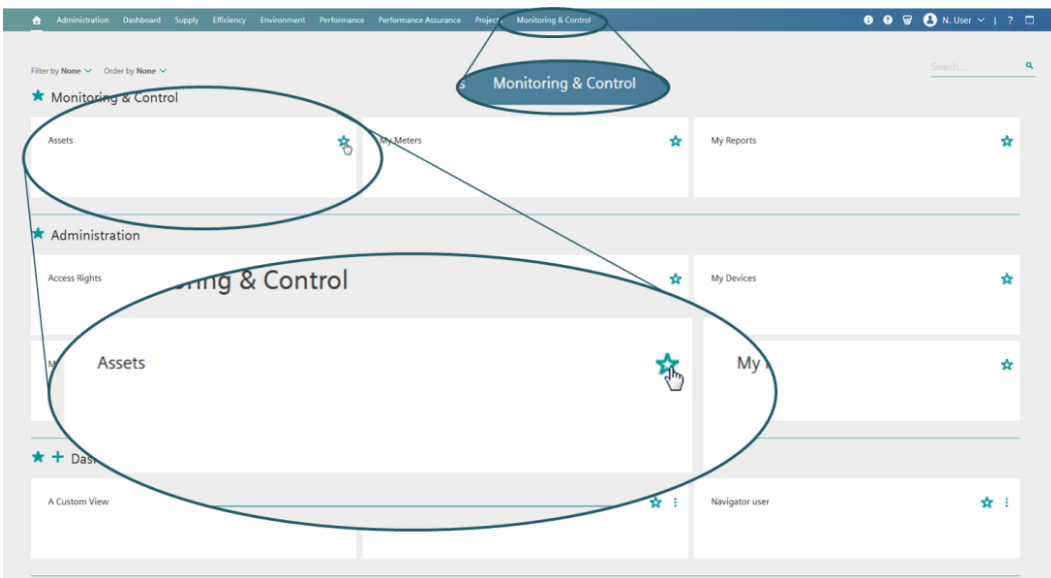 Administration Dashboard Supply Efficiency Environment Performance Performance Assurance Project Monitoring & Control N. User | ?
Monitoring & Control
Filter by None Order by None Search...
Monitoring & Control
Assets My Meters My Reports
Administration
Access Rights My Devices
Monitoring & Control
Assets My
A Custom View Navigator user